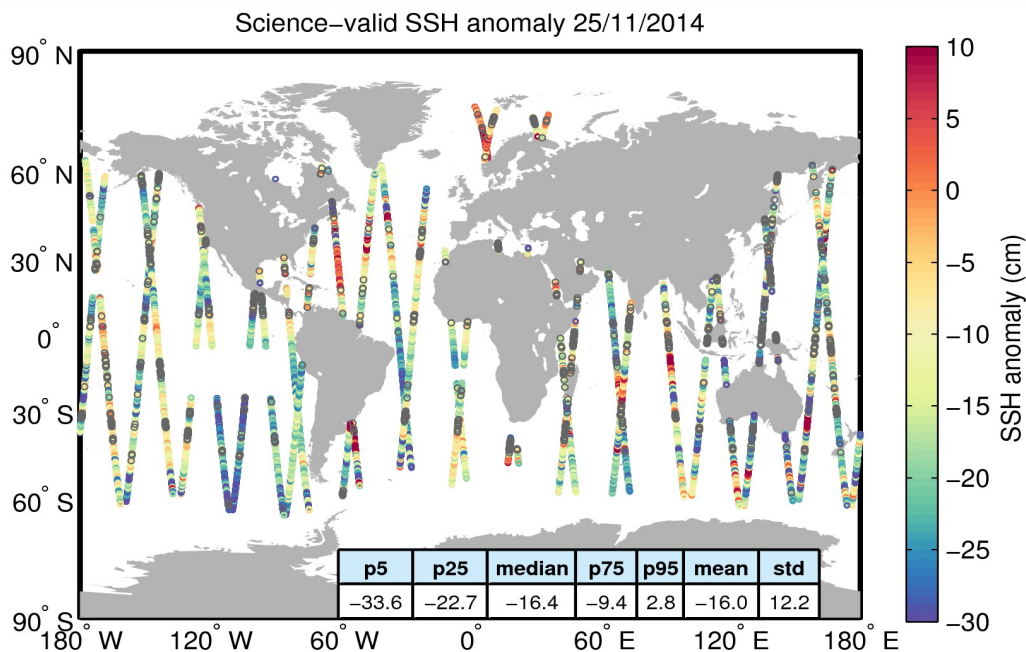 Science−valid SSH anomaly 25/11/2014
90° N
60° N
30° N
0°
30° S
60° S
90° S
180° W
120° W
60° W
0°
60° E
120° E
180° E
p5 p25 median p75 p95 mean std
−33.6 −22.7 −16.4 −9.4 2.8 −16.0 12.2
10
5
0
−5
−10
−15
−20
−25
−30
SSH anomaly (cm)